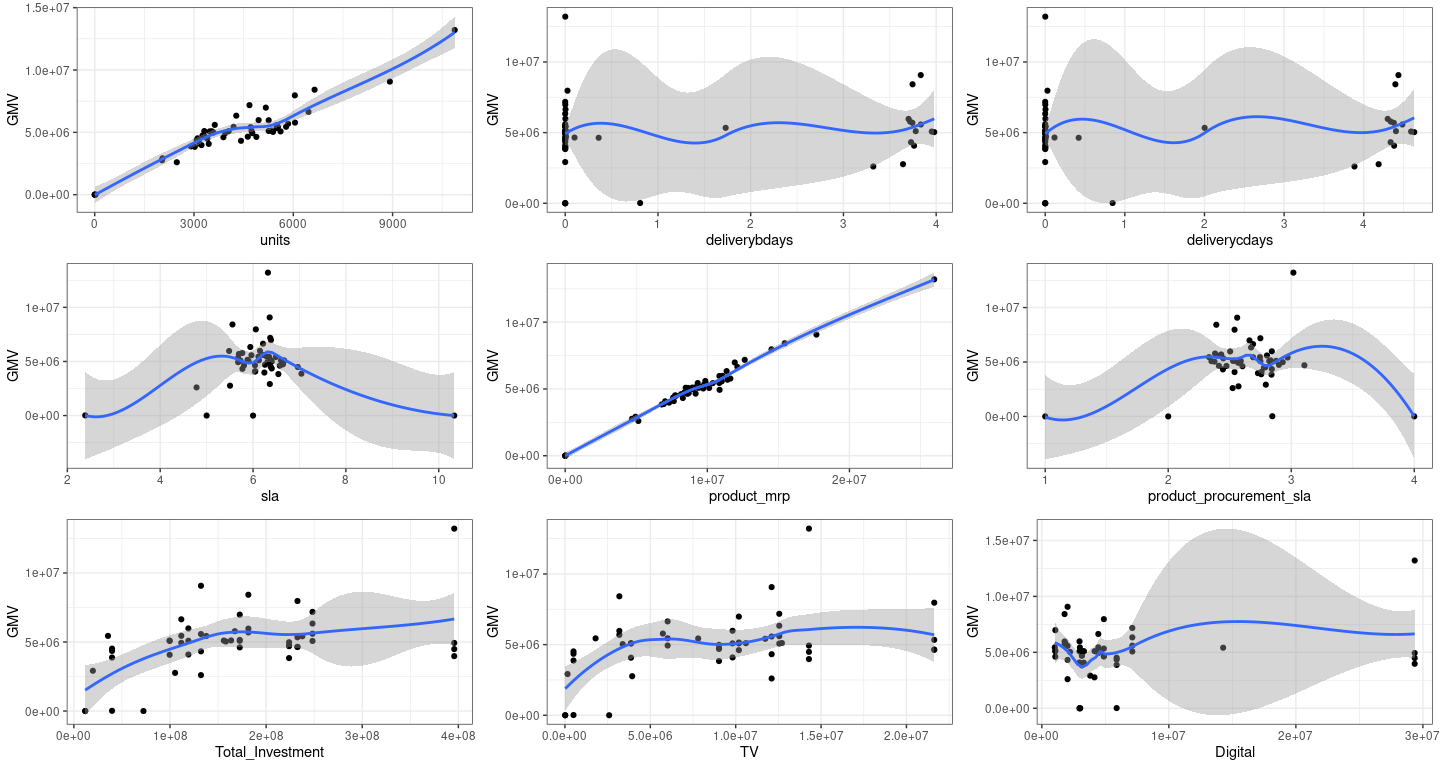 1.5e+07
1.0e+07
5.0e+06
0.0e+00
GMV
0 3000 6000 9000
units
1e+07
5e+06
0e+00
GMV
0 1 2 3 4
deliverybdays
1e+07
5e+06
0e+00
GMV
0 1 2 3 4
deliverycdays
1e+07
5e+06
0e+00
GMV
2 4 6 8 10
sla
1e+07
5e+06
0e+00
GMV
0e+00 1e+07 2e+07
product_mrp
1e+07
5e+06
0e+00
GMV
1 2 3 4
product_procurement_sla
1e+07
5e+06
0e+00
GMV
0e+00 1e+08 2e+08 3e+08 4e+08
Total_Investment
1e+07
5e+06
0e+00
GMV
0.0e+00 5.0e+06 1.0e+07 1.5e+07 2.0e+07
TV
1.5e+07
1.0e+07
5.0e+06
0.0e+00
GMV
0e+00 1e+07 2e+07 3e+07
Digital